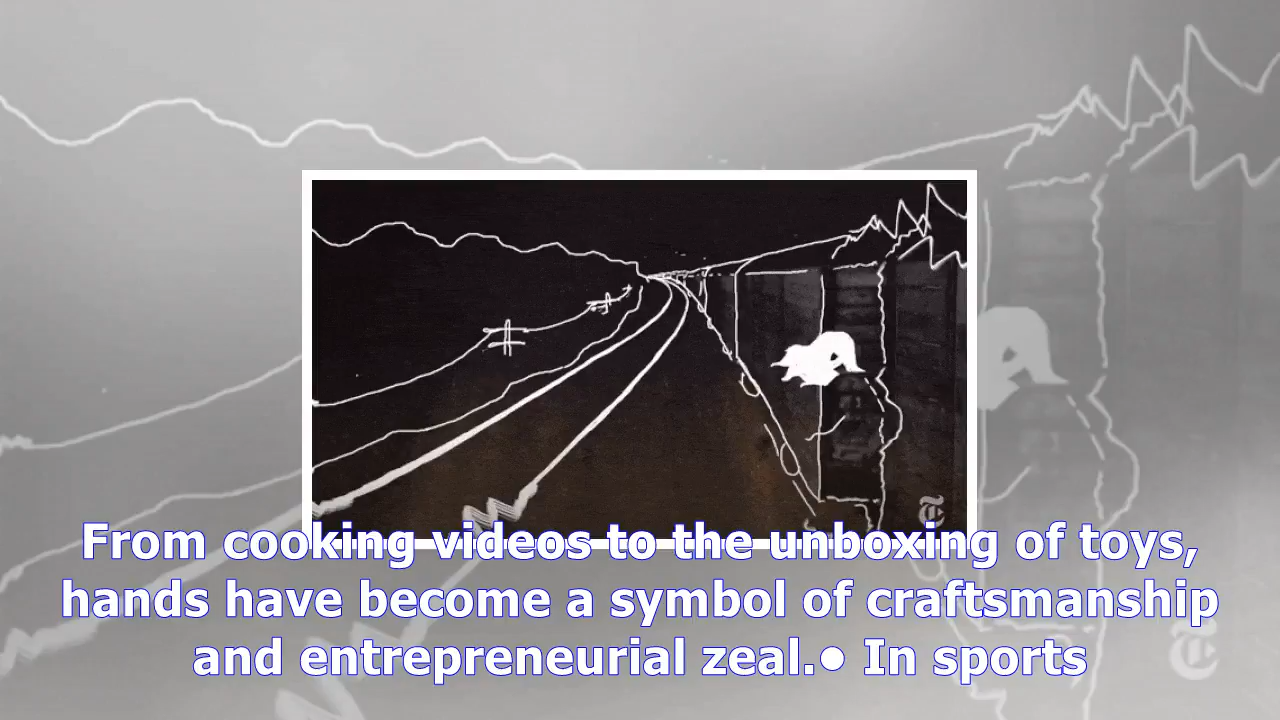 From cooking videos to the unboxing of toys,
hands have become a symbol of craftsmanship
and entrepreneurial zeal.● In sports